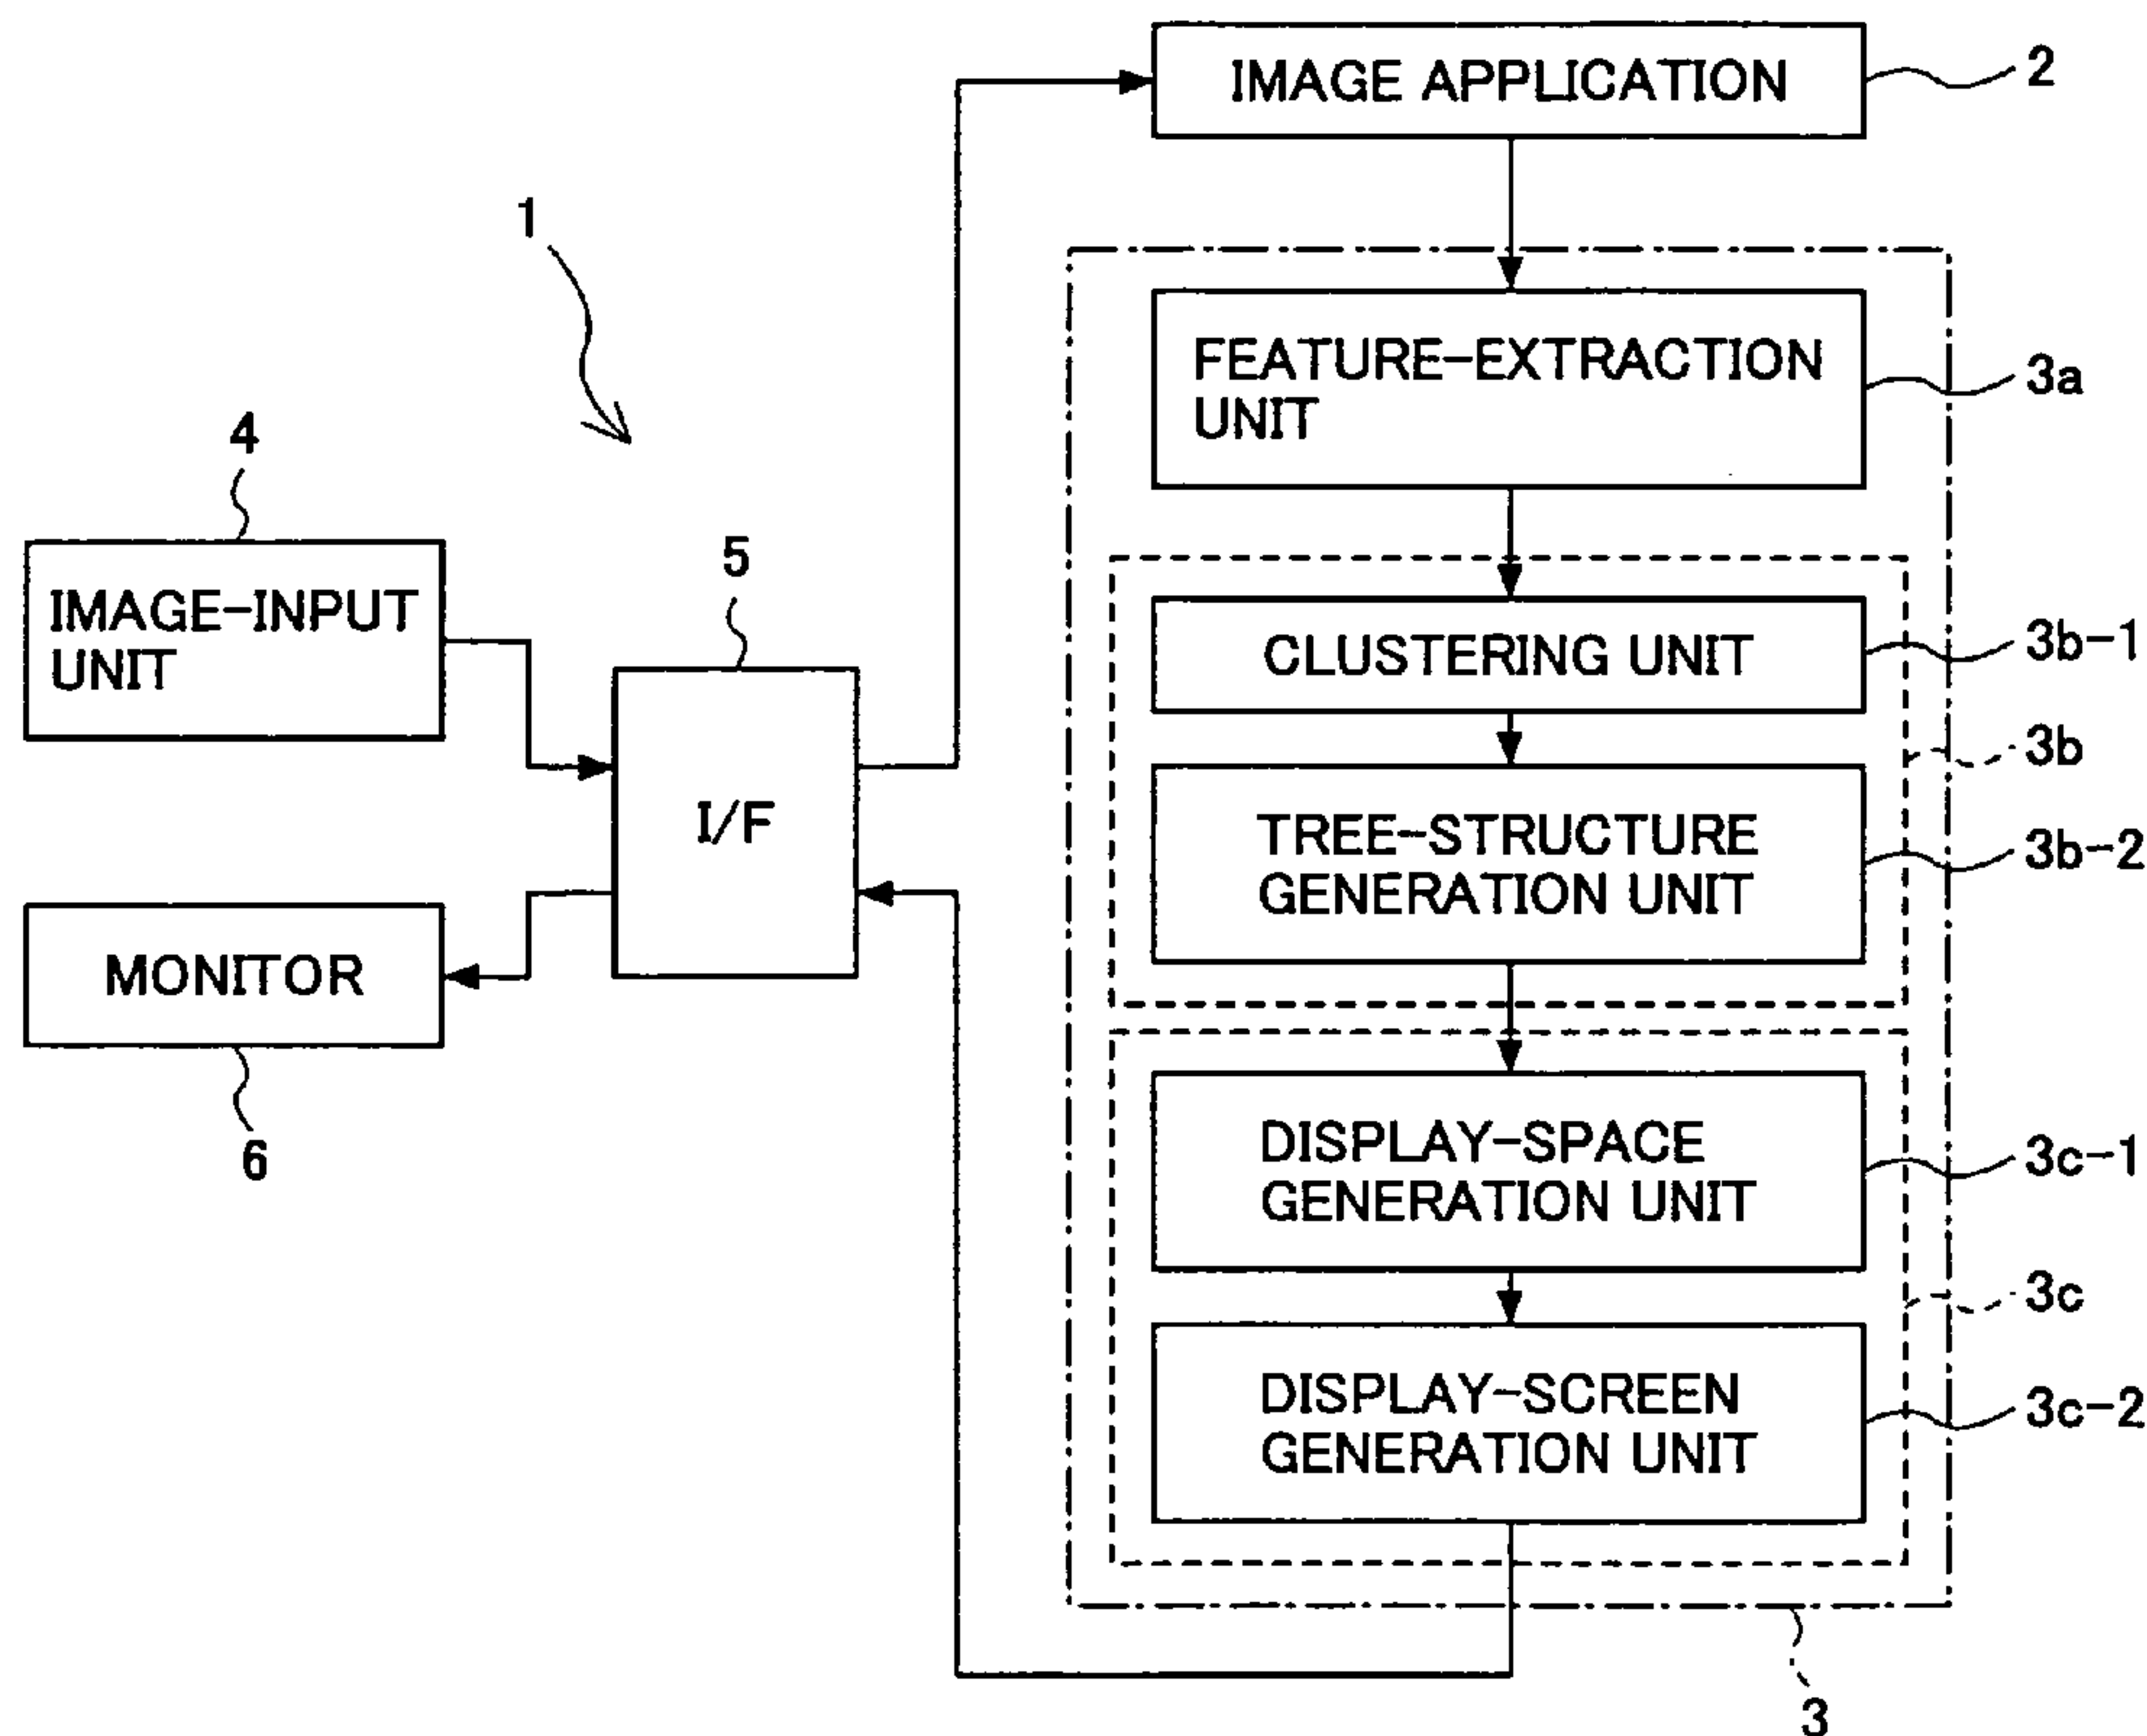 IMAGE APPLICATION
2
1
FEATURE-EXTRACTION
UNIT
3a
4
IMAGE-INPUT
UNIT
5
I/F
CLUSTERING UNIT
3b-1
3b
TREE-STRUCTURE
GENERATION UNIT
3b-2
MONITOR
6
DISPLAY-SPACE
GENERATION UNIT
3c-1
3c
DISPLAY-SCREEN
GENERATION UNIT
3c-2
3